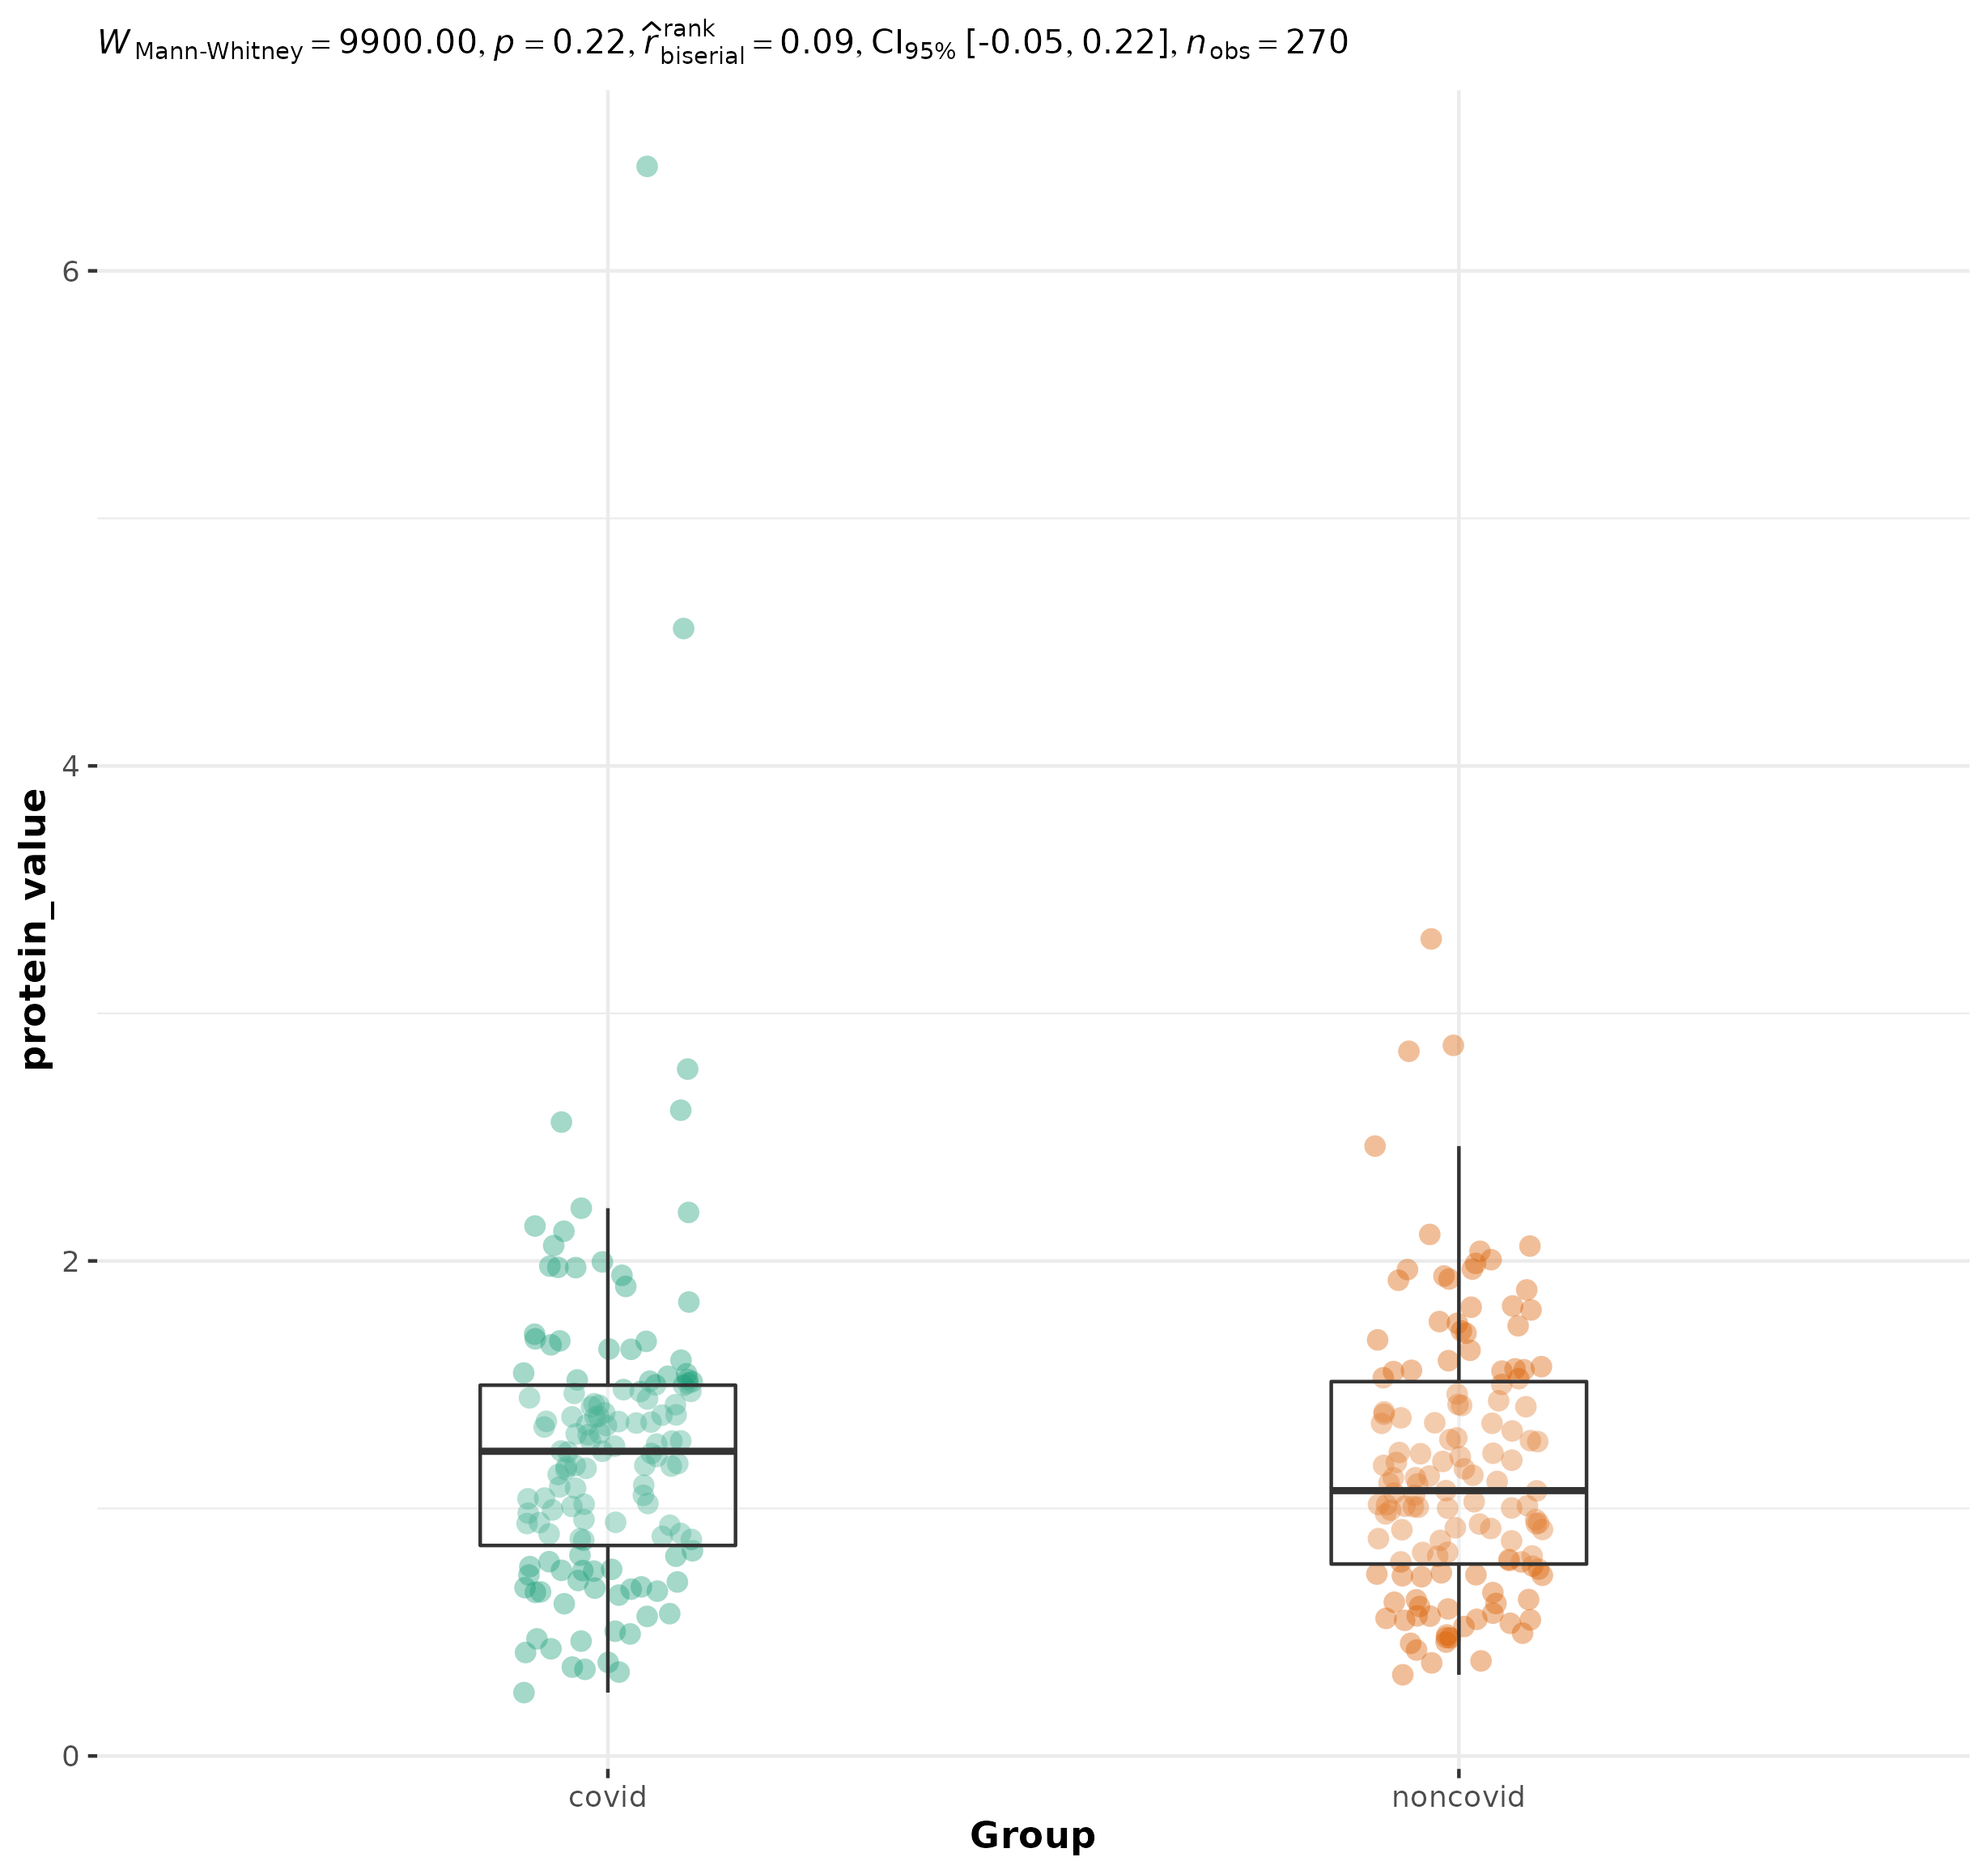 W Mann-Whitney = 9900.00, p = 0.22, r̂ rank biserial = 0.09, CI95% [-0.05, 0.22], n obs = 270
6
4
2
0
protein_value
covid noncovid
Group